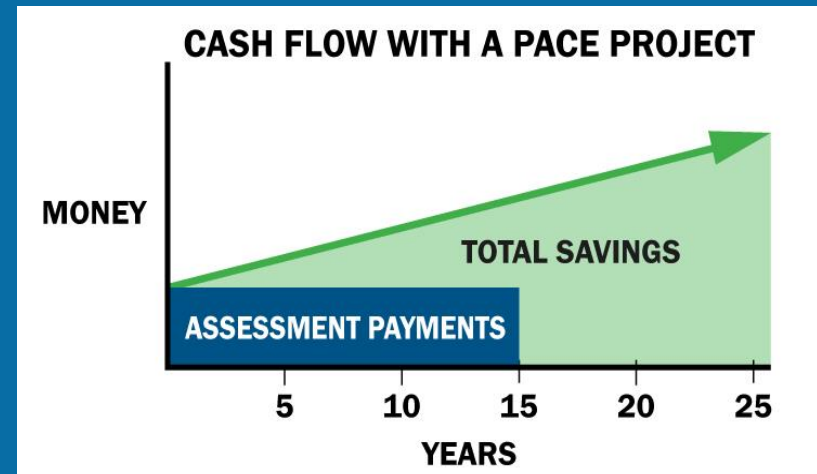 CASH FLOW WITH A PACE PROJECT
MONEY
TOTAL SAVINGS
ASSESSMENT PAYMENTS
5 10 15 20 25
YEARS